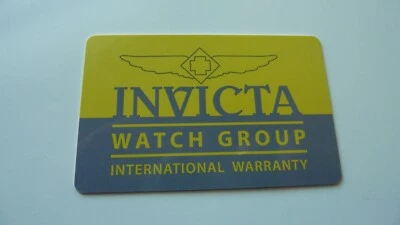 INVICTA
WATCH GROUP
INTERNATIONAL WARRANTY